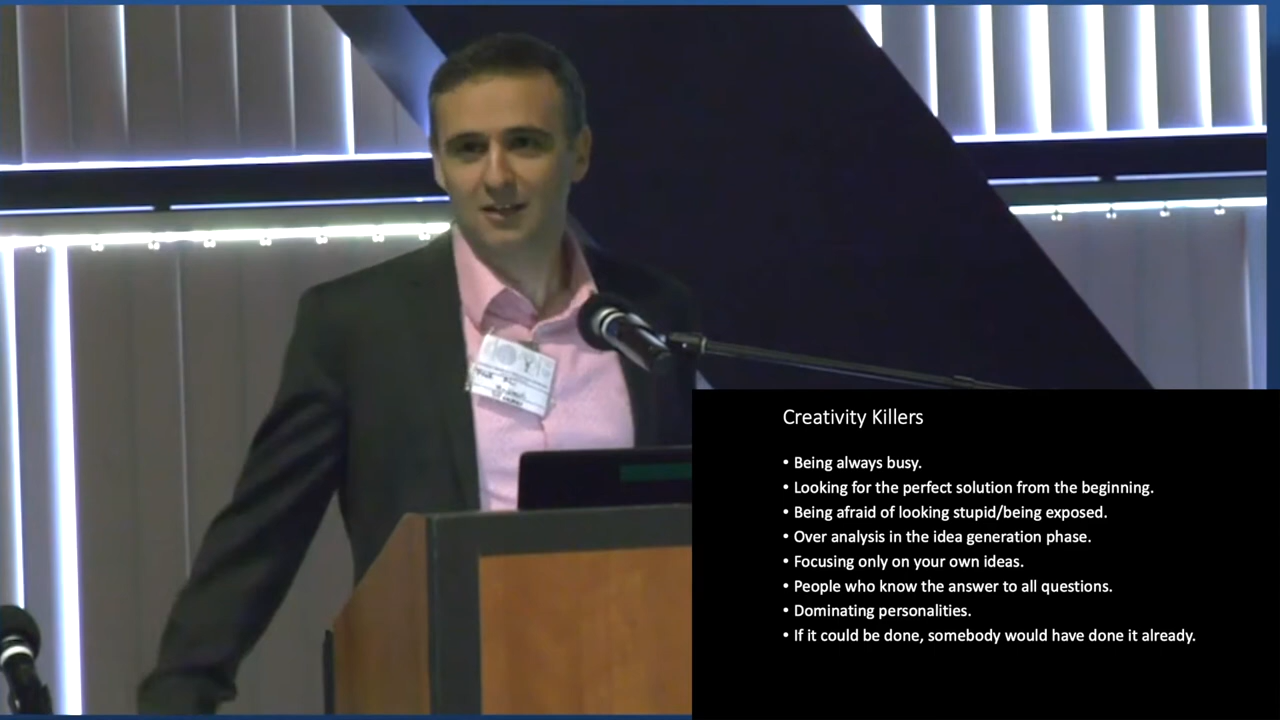 Creativity Killers
• Being always busy.
• Looking for the perfect solution from the beginning.
• Being afraid of looking stupid/being exposed.
• Over analysis in the idea generation phase.
• Focusing only on your own ideas.
• People who know the answer to all questions.
• Dominating personalities.
• If it could be done, somebody would have done it already.